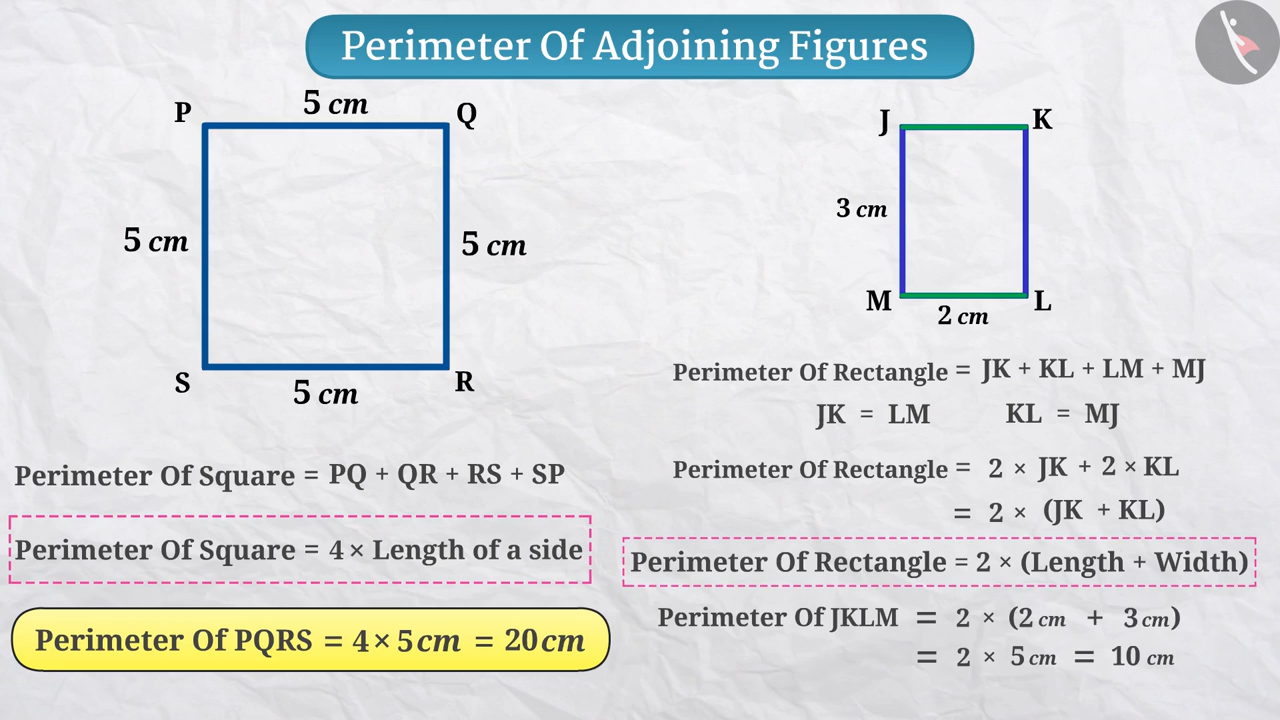 Perimeter Of Adjoining Figures
P
5 cm
Q
5 cm
5 cm
S
5 cm
R
Perimeter Of Square = PQ + QR + RS + SP
Perimeter Of Square = 4 × Length of a side
Perimeter Of PQRS = 4 × 5 cm = 20 cm
J
K
3 cm
M
L
2 cm
Perimeter Of Rectangle = JK + KL + LM + MJ
JK = LM KL = MJ
Perimeter Of Rectangle = 2 × JK + 2 × KL
= 2 × (JK + KL)
Perimeter Of Rectangle = 2 × (Length + Width)
Perimeter Of JKLM = 2 × (2 cm + 3 cm)
= 2 × 5 cm = 10 cm